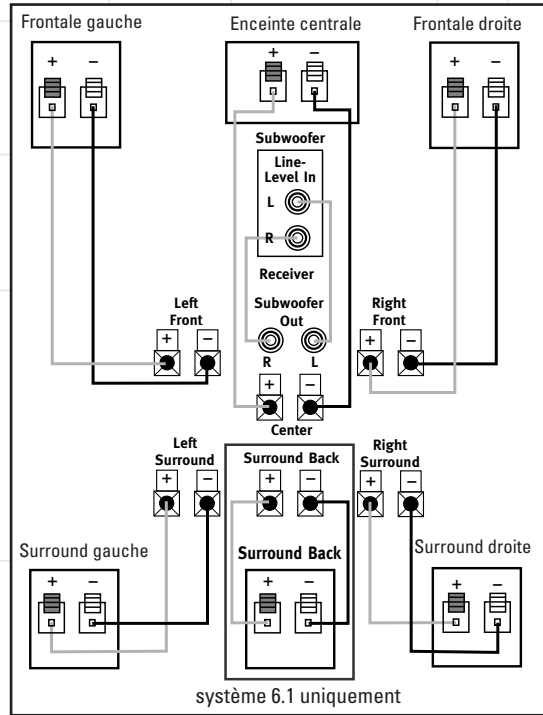 Frontale gauche
Enceinte centrale
Frontale droite
+ −
+ −
+ −
Subwoofer
Line-
Level In
L
R
Receiver
Subwoofer
Out
R L
Left
Front
+ −
Right
Front
+ −
+ −
Center
Left
Surround
+ −
Surround Back
+ −
Right
Surround
+ −
Surround gauche
+ −
Surround Back
+ −
Surround droite
+ −
système 6.1 uniquement